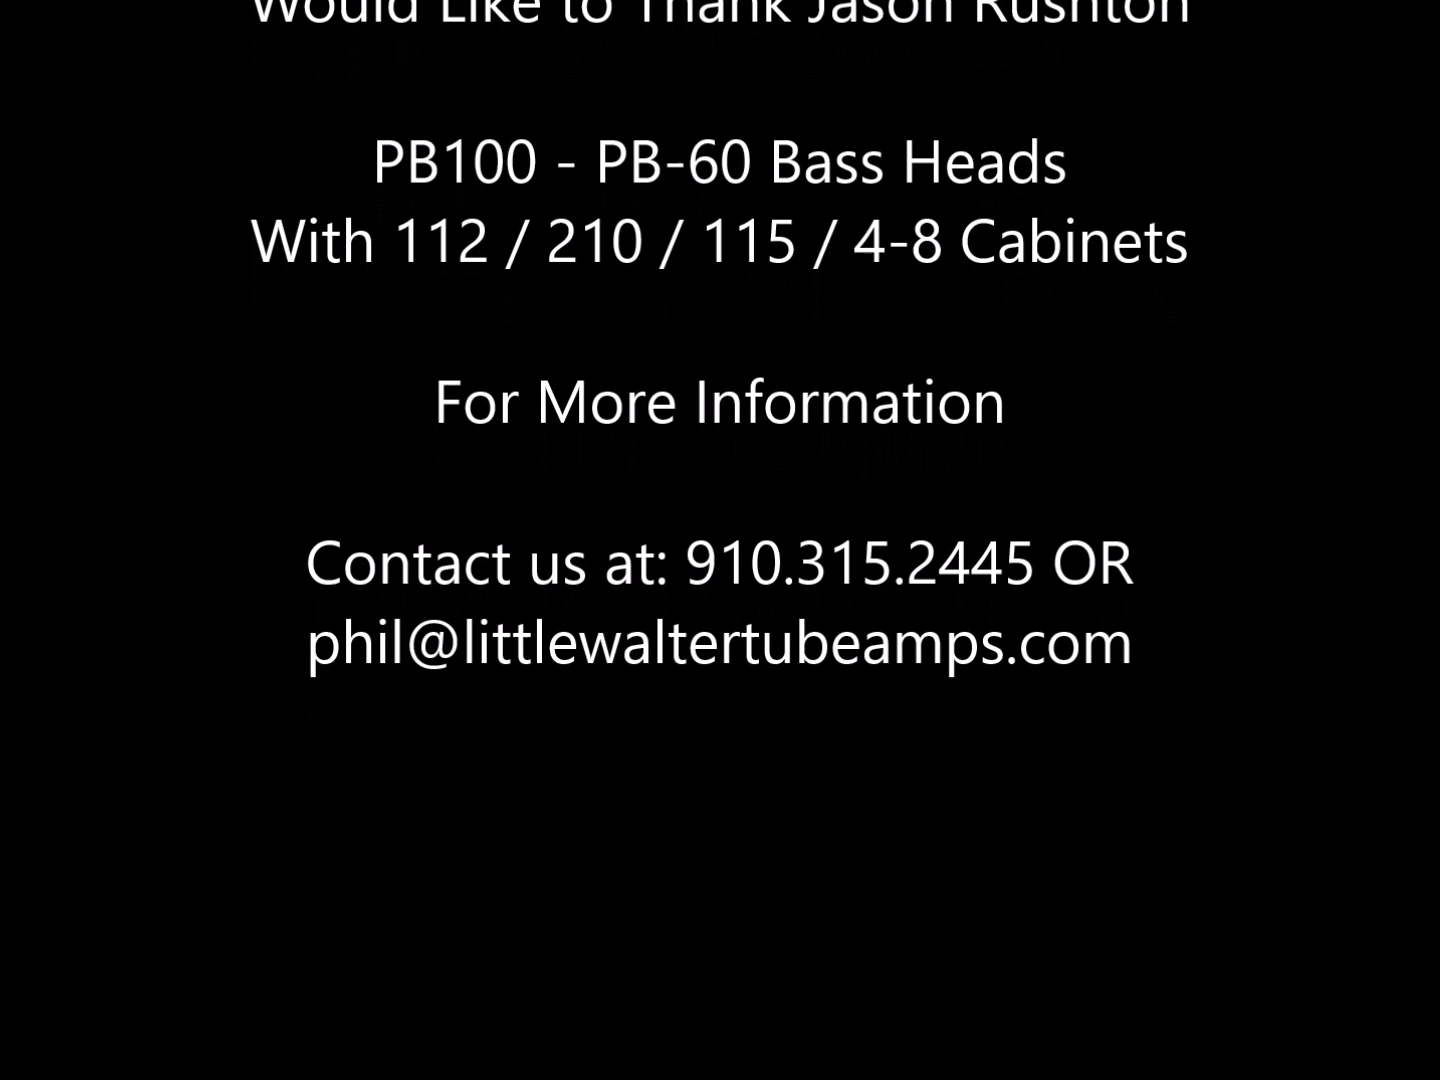 Would Like to Thank Jason Rushton
PB100 - PB-60 Bass Heads
With 112 / 210 / 115 / 4-8 Cabinets
For More Information
Contact us at: 910.315.2445 OR
phil@littlewaltertubeamps.com